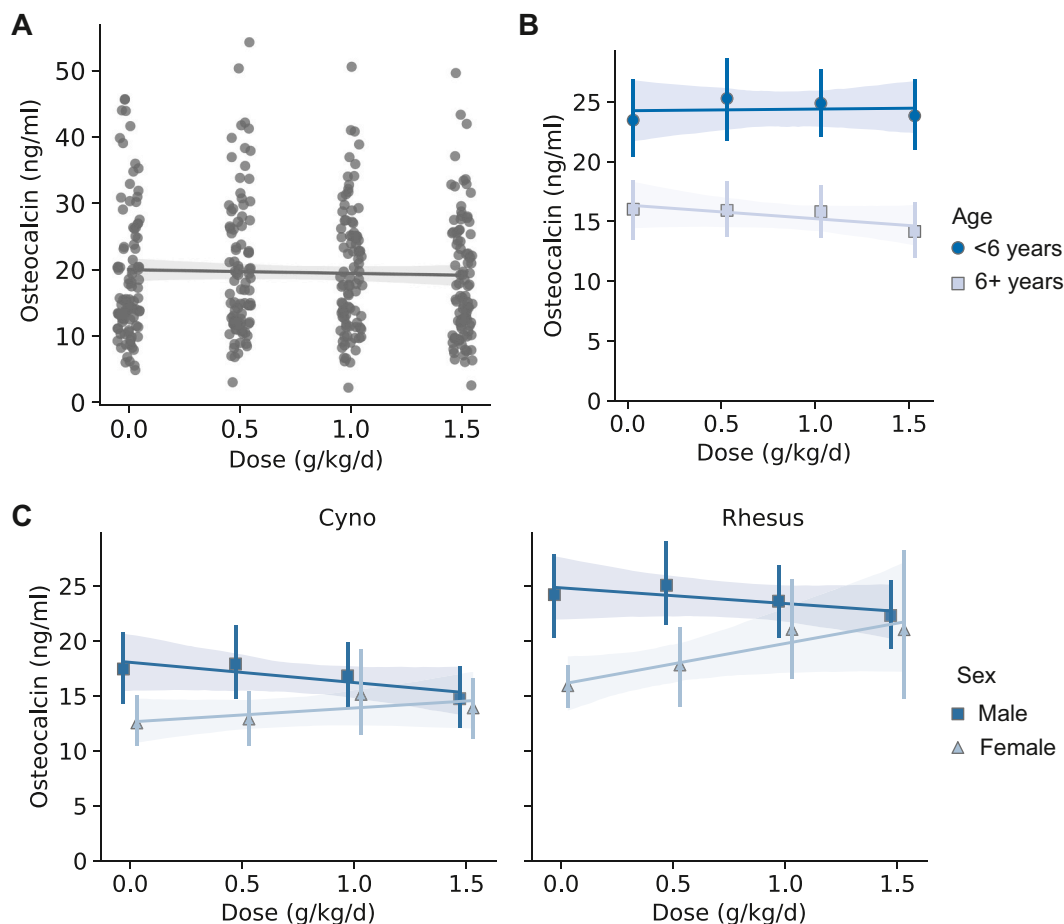 A
Osteocalcin (ng/ml)
50
40
30
20
10
0
0.0 0.5 1.0 1.5
Dose (g/kg/d)
B
Osteocalcin (ng/ml)
25
20
15
10
5
0
0.0 0.5 1.0 1.5
Dose (g/kg/d)
Age
<6 years
6+ years
C
Cyno
Osteocalcin (ng/ml)
25
20
15
10
5
0
0.0 0.5 1.0 1.5
Dose (g/kg/d)
Rhesus
0.0 0.5 1.0 1.5
Dose (g/kg/d)
Sex
Male
Female